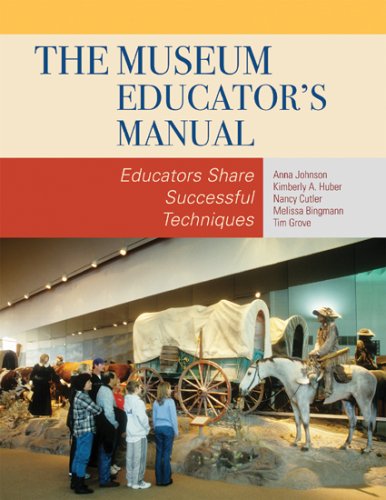 THE MUSEUM
EDUCATOR'S
MANUAL
Educators Share
Successful
Techniques
Anna Johnson
Kimberly A. Huber
Nancy Cutler
Melissa Bingmann
Tim Grove